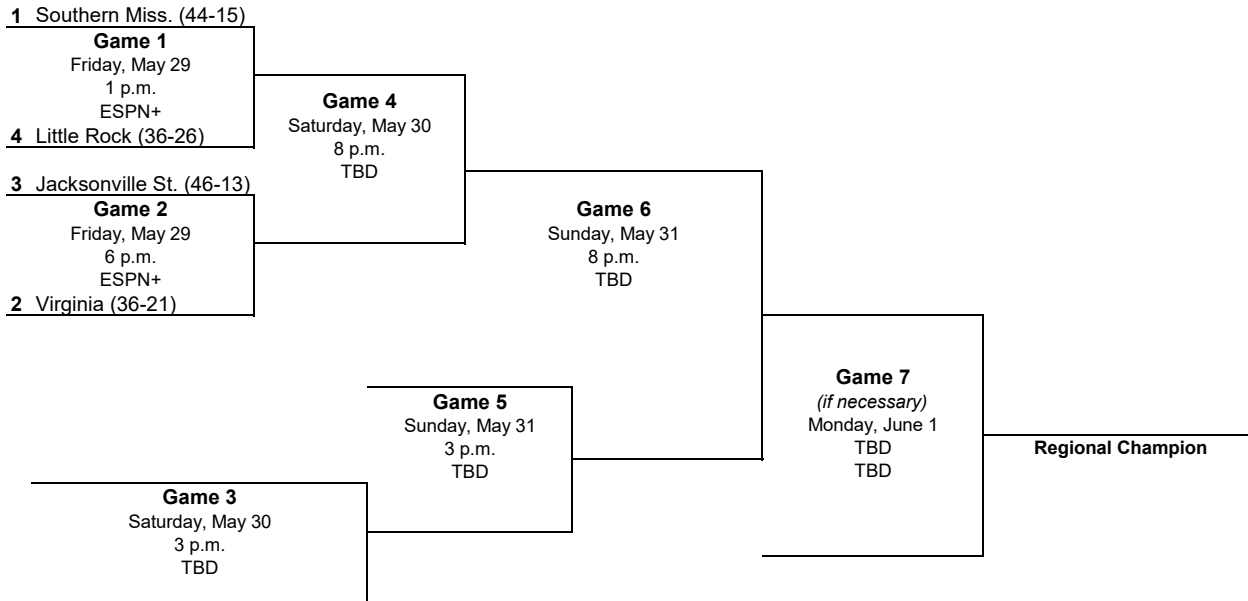 1 Southern Miss. (44-15)
Game 1
Friday, May 29
1 p.m.
ESPN+
4 Little Rock (36-26)
Game 4
Saturday, May 30
8 p.m.
TBD
3 Jacksonville St. (46-13)
Game 2
Friday, May 29
6 p.m.
ESPN+
2 Virginia (36-21)
Game 6
Sunday, May 31
8 p.m.
TBD
Game 5
Sunday, May 31
3 p.m.
TBD
Game 3
Saturday, May 30
3 p.m.
TBD
Game 7
(if necessary)
Monday, June 1
TBD
TBD
Regional Champion